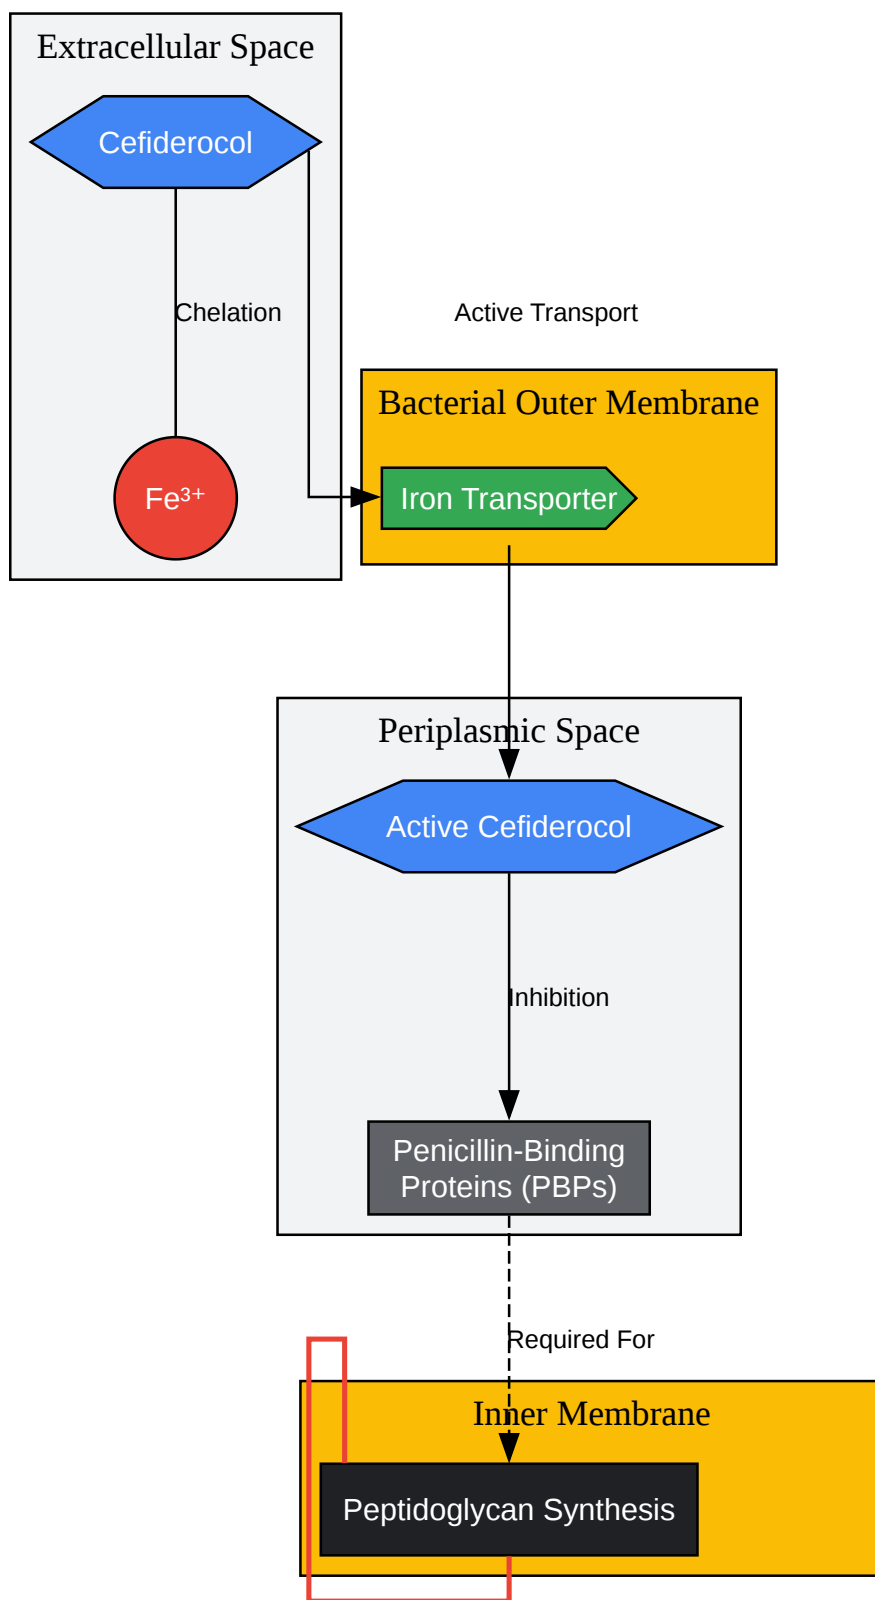 Extracellular Space
Cefiderocol
Chelation
Active Transport
Bacterial Outer Membrane
Fe³⁺
Iron Transporter
Periplasmic Space
Active Cefiderocol
Inhibition
Penicillin-Binding
Proteins (PBPs)
Required For
Inner Membrane
Peptidoglycan Synthesis